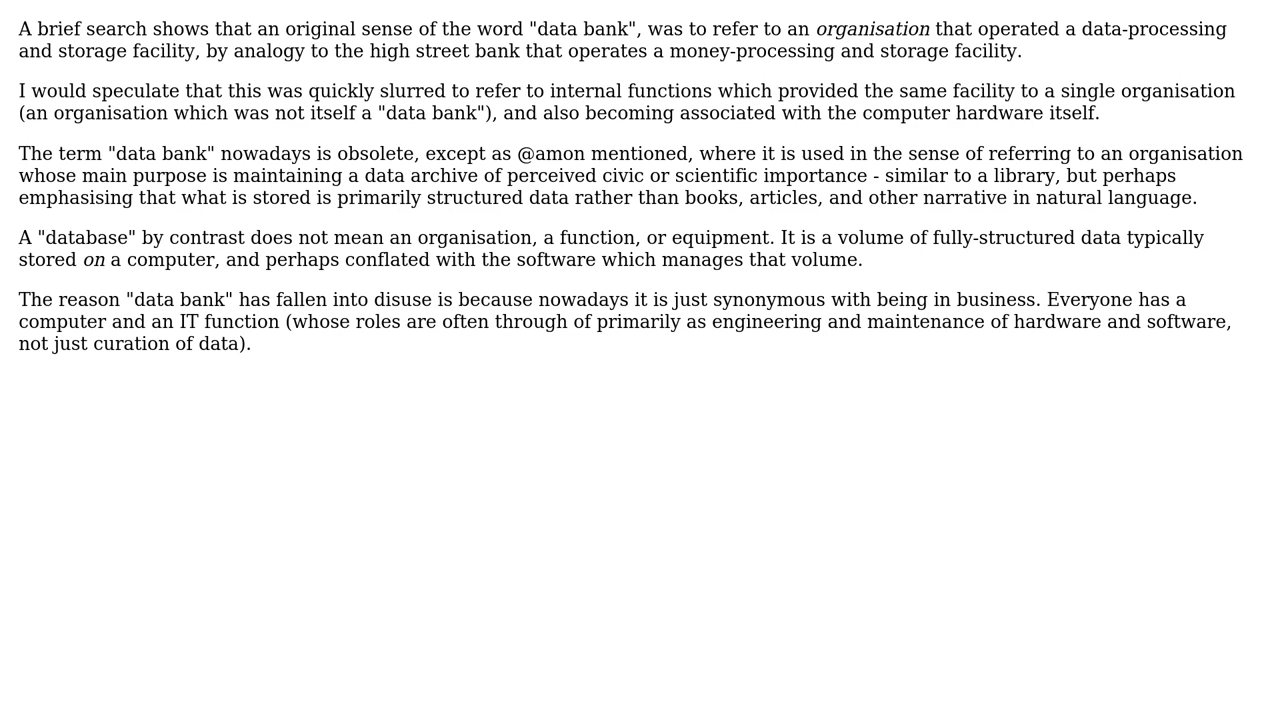 A brief search shows that an original sense of the word "data bank", was to refer to an organisation that operated a data-processing
and storage facility, by analogy to the high street bank that operates a money-processing and storage facility.
I would speculate that this was quickly slurred to refer to internal functions which provided the same facility to a single organisation
(an organisation which was not itself a "data bank"), and also becoming associated with the computer hardware itself.
The term "data bank" nowadays is obsolete, except as @amon mentioned, where it is used in the sense of referring to an organisation
whose main purpose is maintaining a data archive of perceived civic or scientific importance - similar to a library, but perhaps
emphasising that what is stored is primarily structured data rather than books, articles, and other narrative in natural language.
A "database" by contrast does not mean an organisation, a function, or equipment. It is a volume of fully-structured data typically
stored on a computer, and perhaps conflated with the software which manages that volume.
The reason "data bank" has fallen into disuse is because nowadays it is just synonymous with being in business. Everyone has a
computer and an IT function (whose roles are often through of primarily as engineering and maintenance of hardware and software,
not just curation of data).